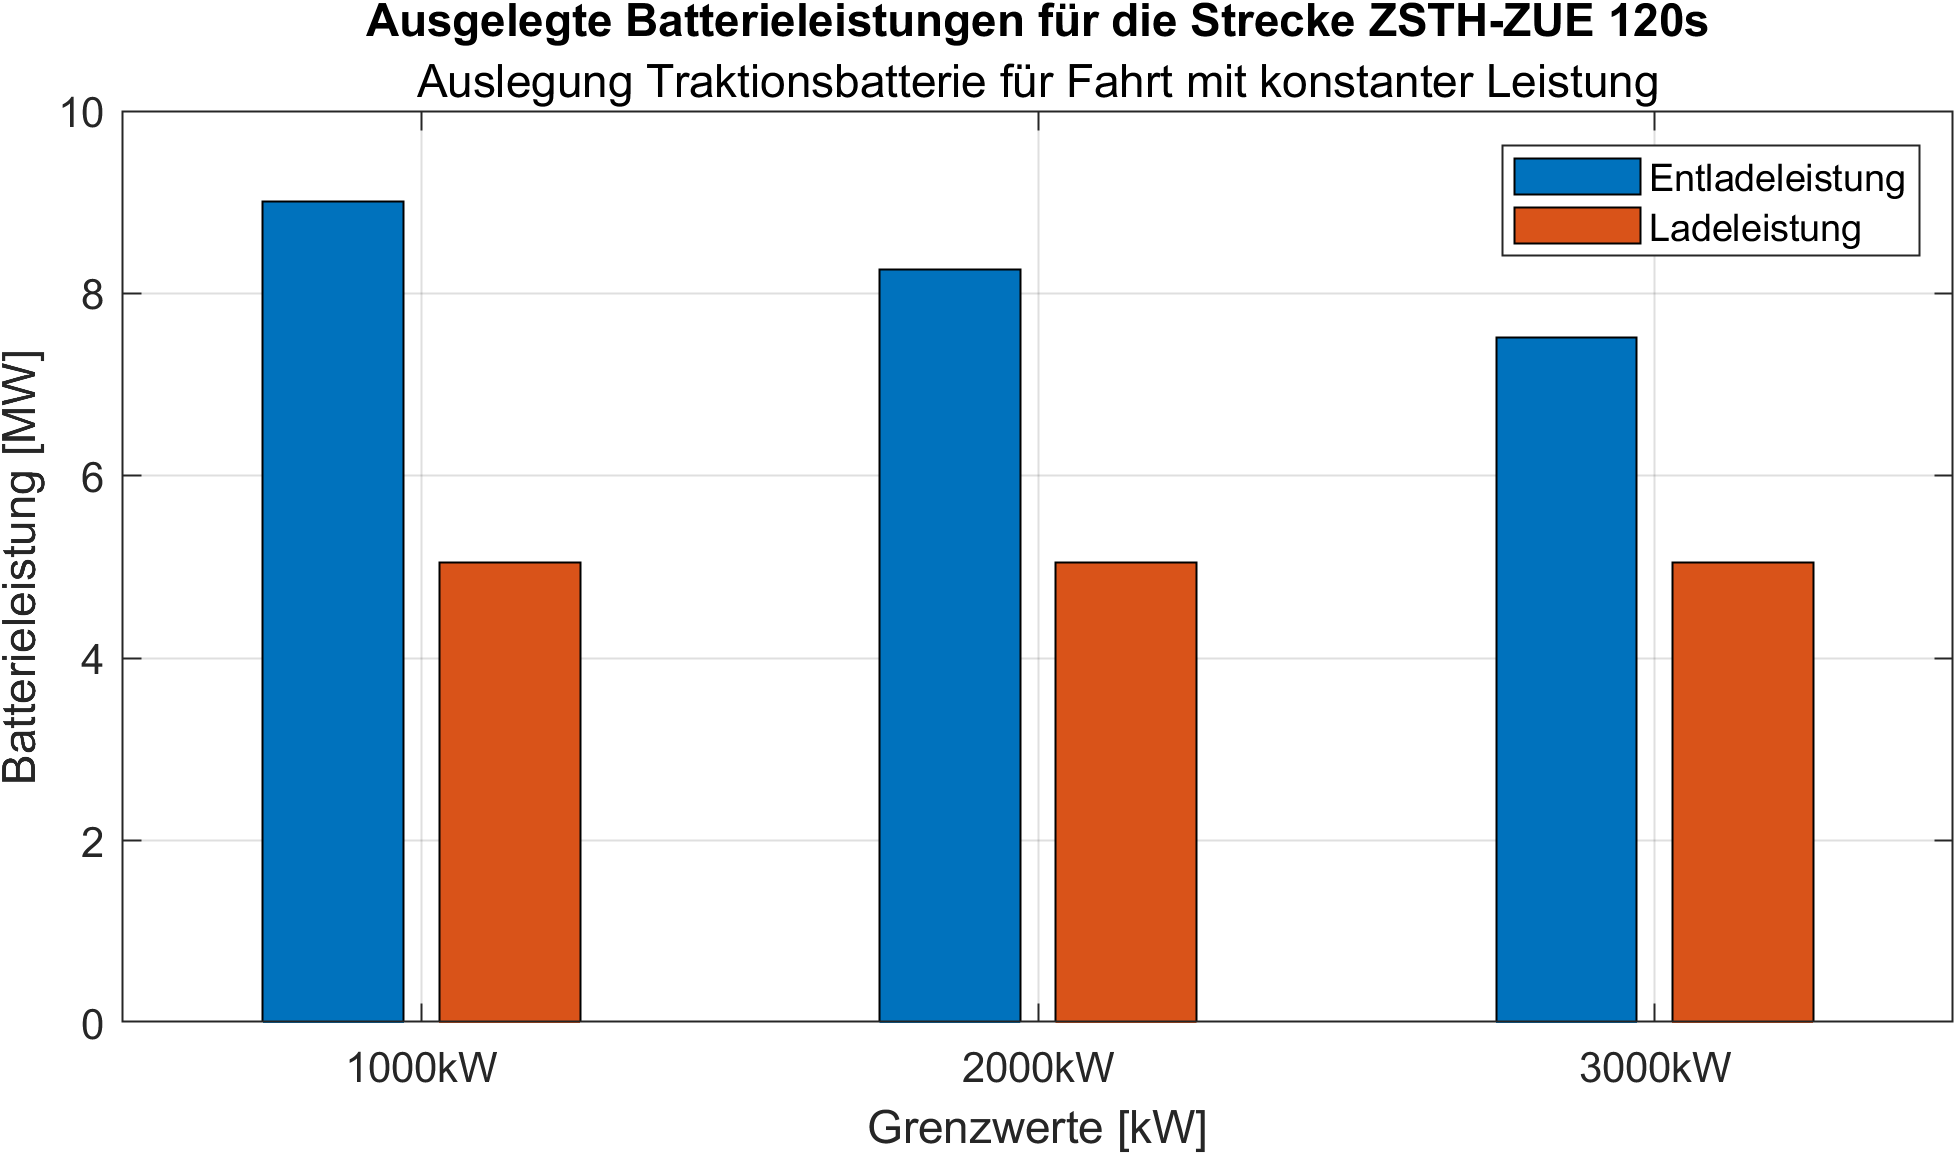 Ausgelegte Batterieleistungen für die Strecke ZSTH-ZUE 120s
Auslegung Traktionsbatterie für Fahrt mit konstanter Leistung
Batterieleistung [MW]
10
8
6
4
2
0
Entladeleistung
Ladeleistung
1000kW
2000kW
3000kW
Grenzwerte [kW]